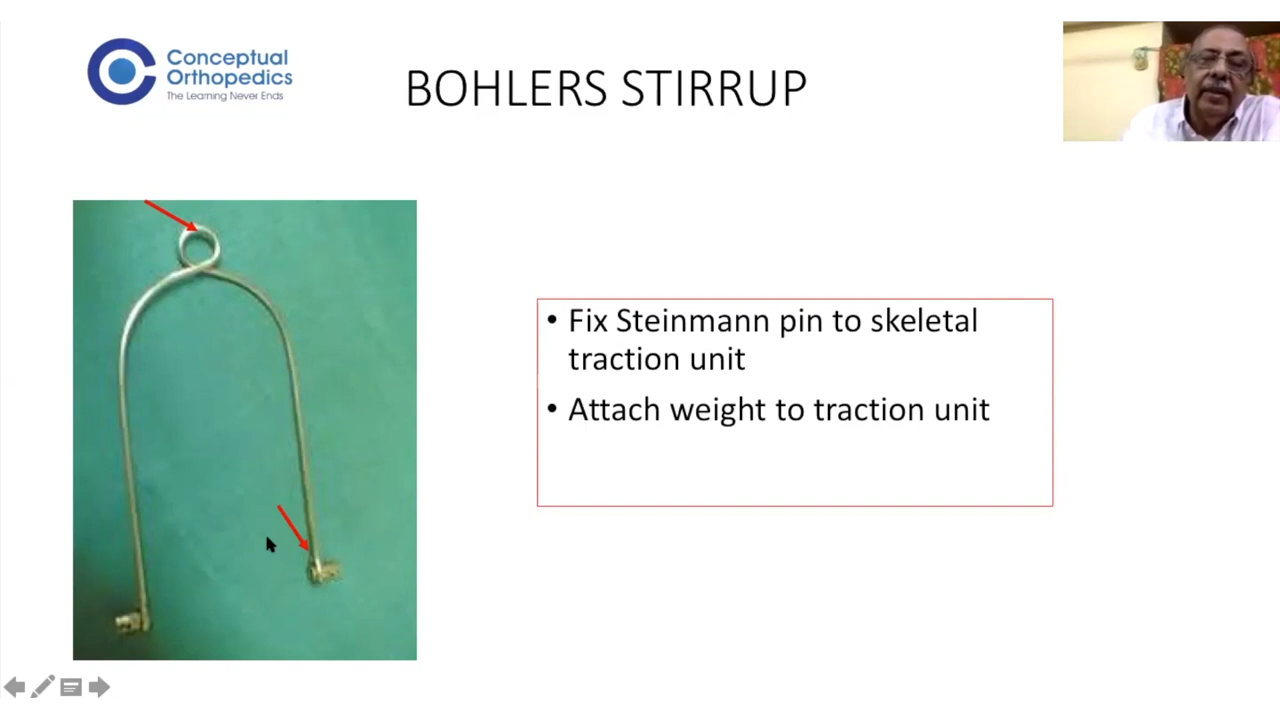 Conceptual
Orthopedics
The Learning Never Ends
BOHLERS STIRRUP
• Fix Steinmann pin to skeletal
traction unit
• Attach weight to traction unit